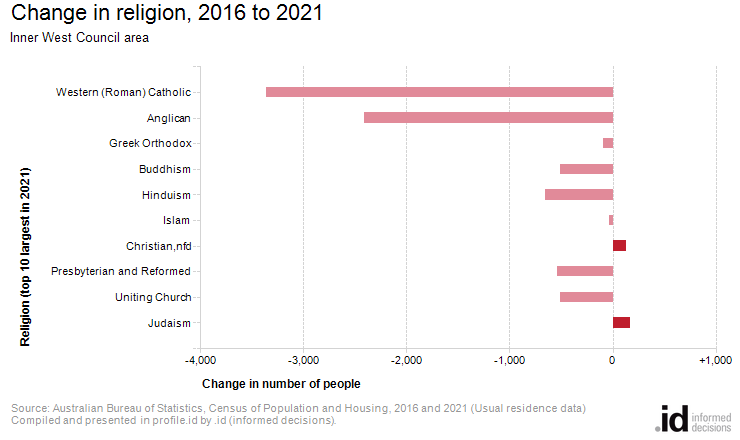 Change in religion, 2016 to 2021
Inner West Council area
Religion (top 10 largest in 2021)
Western (Roman) Catholic
Anglican
Greek Orthodox
Buddhism
Hinduism
Islam
Christian,nfd
Presbyterian and Reformed
Uniting Church
Judaism
-4,000 -3,000 -2,000 -1,000 0 +1,000
Change in number of people
Source: Australian Bureau of Statistics, Census of Population and Housing, 2016 and 2021 (Usual residence data)
Compiled and presented in profile.id by .id (informed decisions).
.id informed
decisions